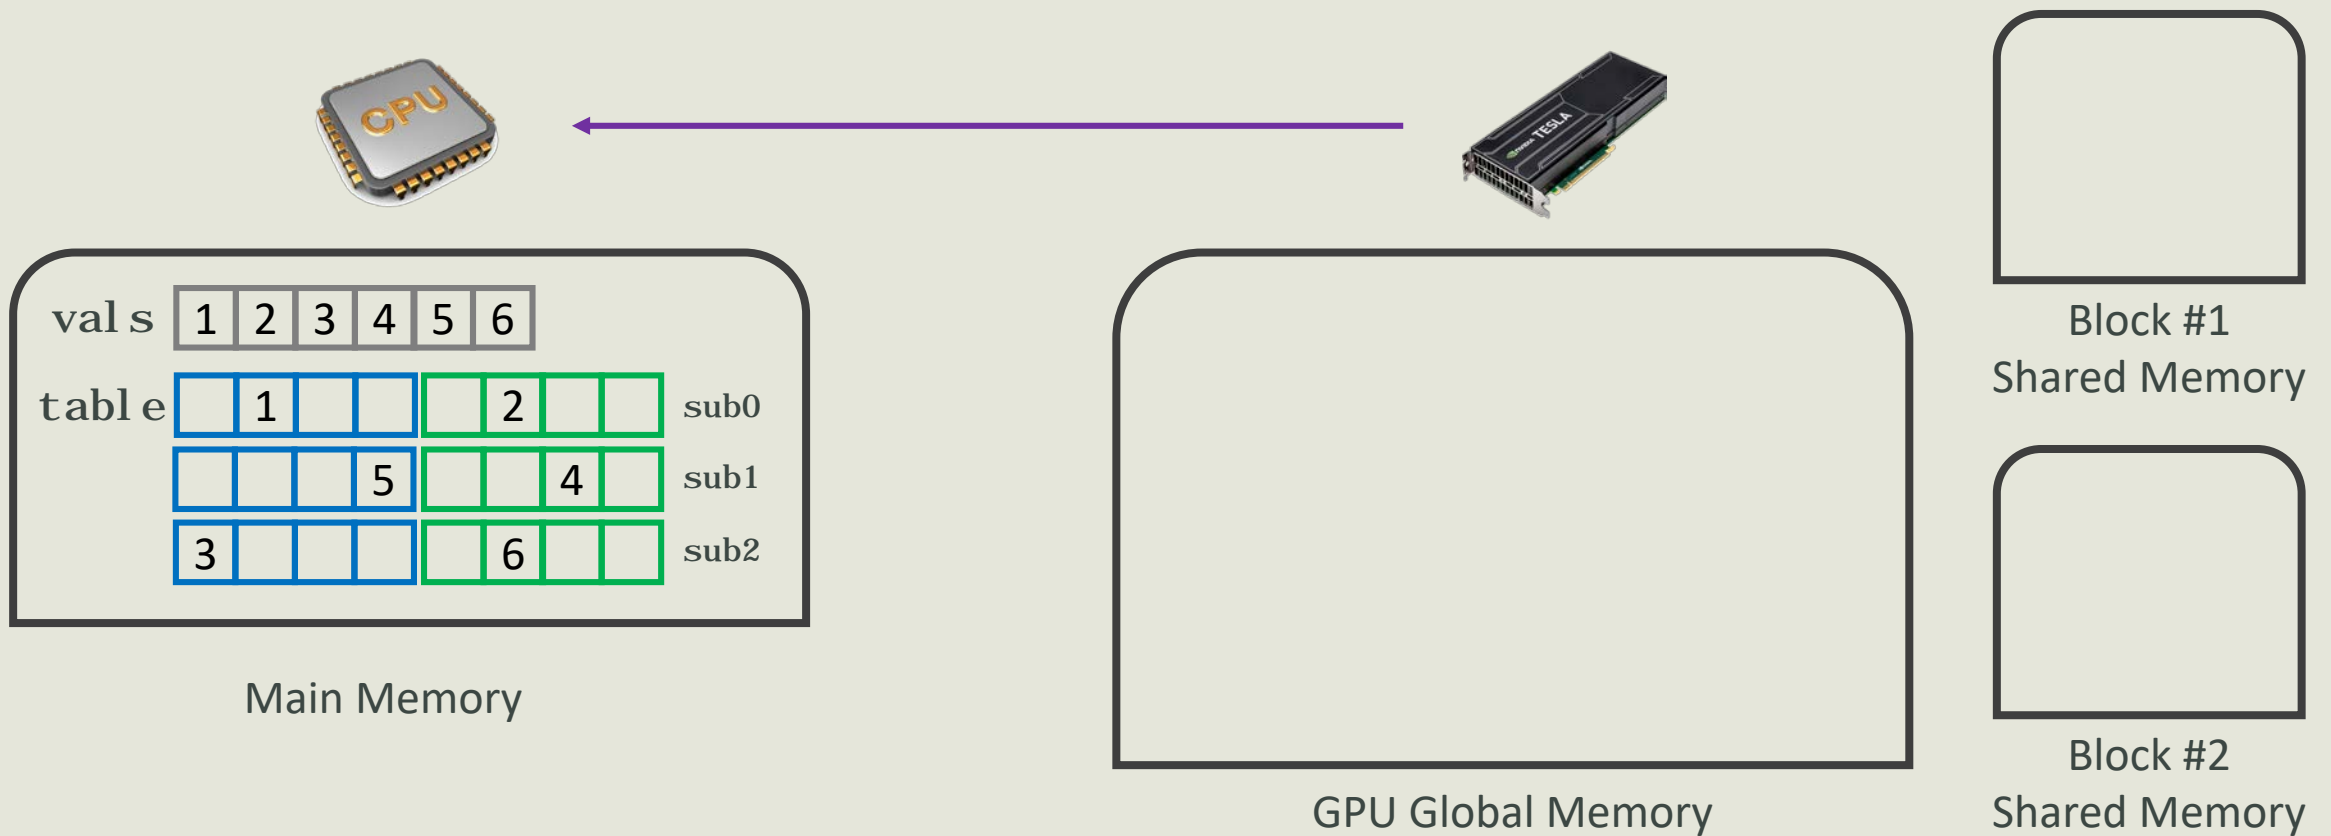 CPU
NVIDIA TESLA
vals 1 2 3 4 5 6
table 1 2 sub0
5 4 sub1
3 6 sub2
Main Memory
GPU Global Memory
Block #1
Shared Memory
Block #2
Shared Memory